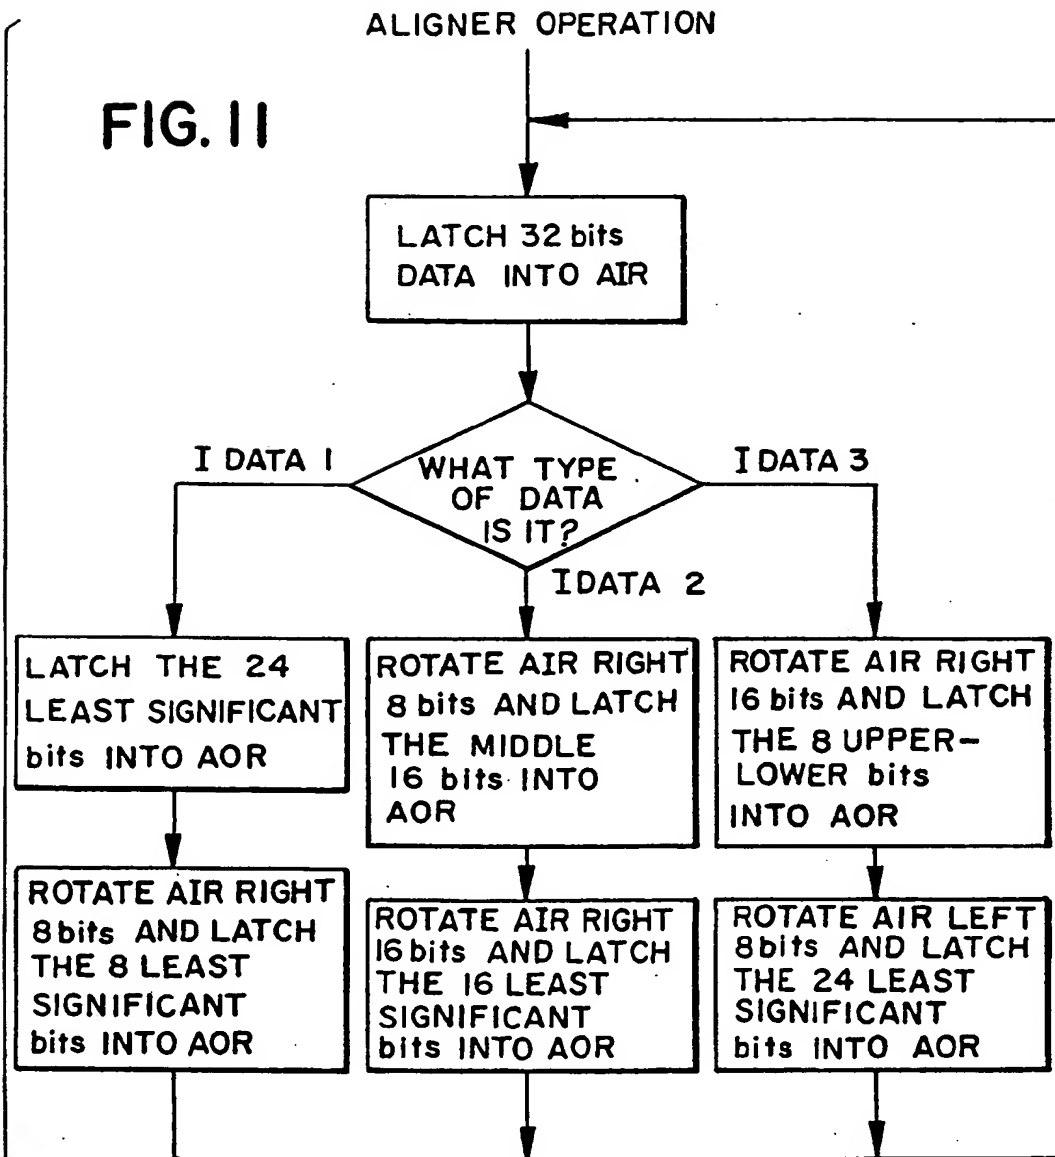 ALIGNER OPERATION
FIG. 11
LATCH 32 bits
DATA INTO AIR
WHAT TYPE
OF DATA
IS IT?
I DATA 1
I DATA 2
I DATA 3
LATCH THE 24
LEAST SIGNIFICANT
bits INTO AOR
ROTATE AIR RIGHT
8 bits AND LATCH
THE MIDDLE
16 bits INTO
AOR
ROTATE AIR RIGHT
16 bits AND LATCH
THE 8 UPPER-
LOWER bits
INTO AOR
ROTATE AIR RIGHT
8 bits AND LATCH
THE 8 LEAST
SIGNIFICANT
bits INTO AOR
ROTATE AIR RIGHT
16 bits AND LATCH
THE 16 LEAST
SIGNIFICANT
bits INTO AOR
ROTATE AIR LEFT
8 bits AND LATCH
THE 24 LEAST
SIGNIFICANT
bits INTO AOR